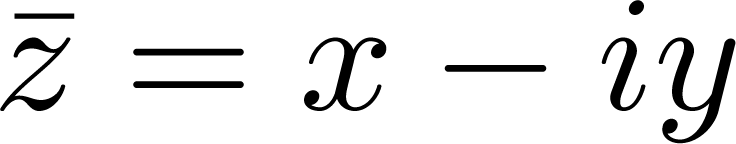 z̄ = x − iy